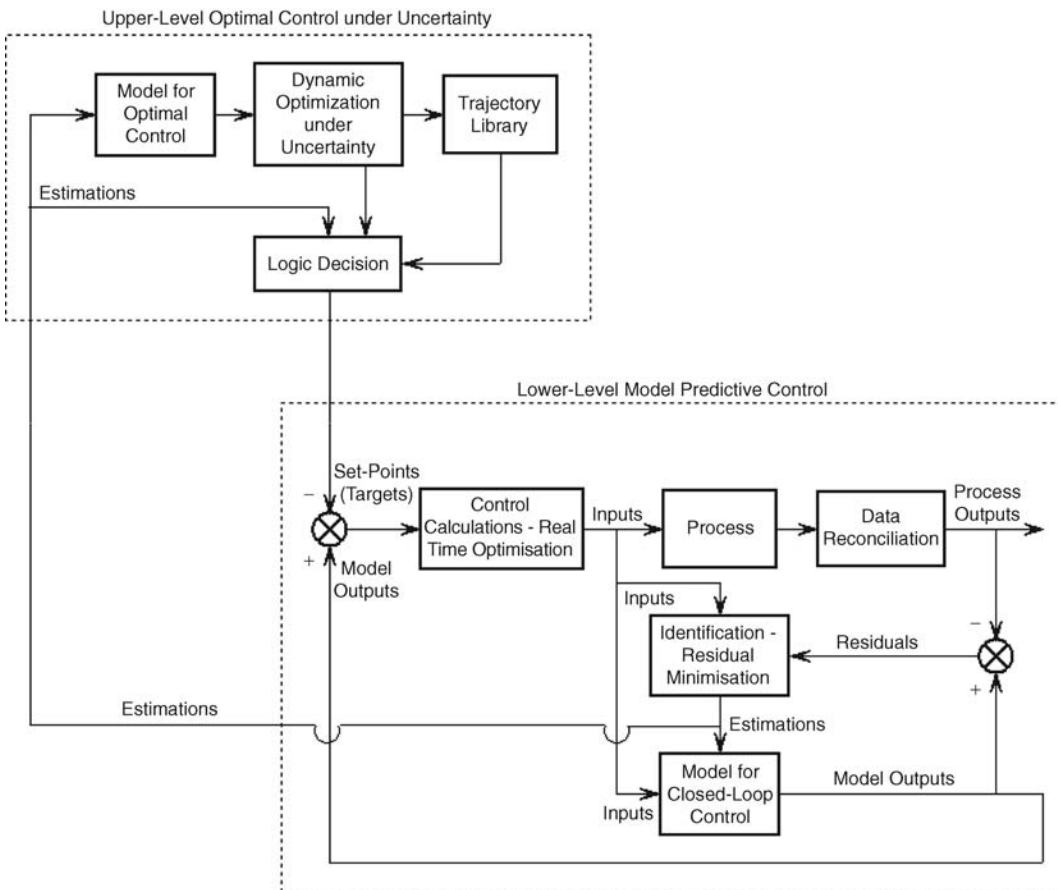 Upper-Level Optimal Control under Uncertainty
Model for
Optimal
Control
Dynamic
Optimization
under
Uncertainty
Trajectory
Library
Estimations
Logic Decision
Lower-Level Model Predictive Control
−
Set-Points
(Targets)
+
Model
Outputs
Control
Calculations - Real
Time Optimisation
Inputs
Process
Data
Reconciliation
Process
Outputs
Inputs
Identification -
Residual
Minimisation
Residuals
−
+
Estimations
Estimations
Model for
Closed-Loop
Control
Inputs
Model Outputs